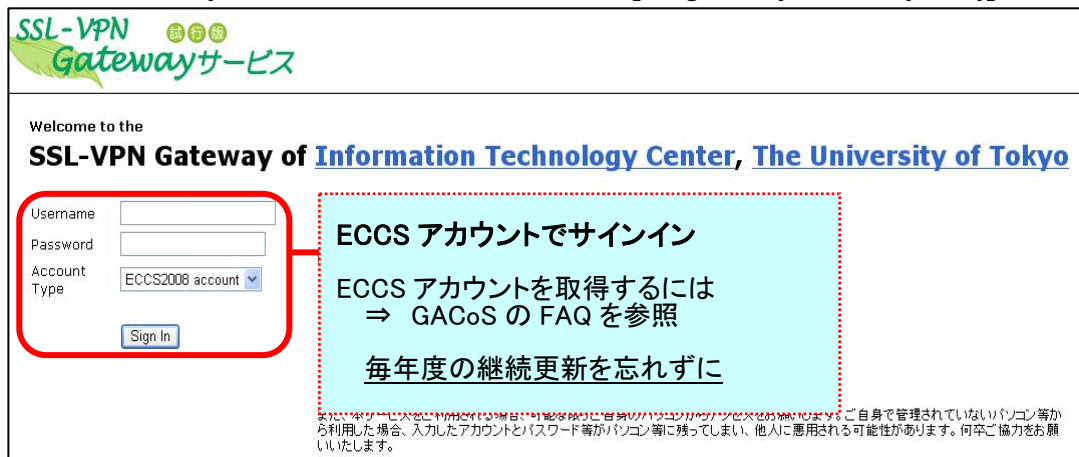 SSL-VPN 試行版
Gatewayサービス
Welcome to the
SSL-VPN Gateway of Information Technology Center, The University of Tokyo
Username
Password
Account
Type
ECCS2008 account
Sign In
ECCS アカウントでサインイン
ECCS アカウントを取得するには
⇒ GACoS の FAQ を参照
毎年度の継続更新を忘れずに
ご自身で管理されていないパソコン等か
ら利用した場合、入力したアカウントとパスワード等がパソコン等に残ってしまい、他人に悪用される可能性があります。何卒ご協力をお願
いいたします。